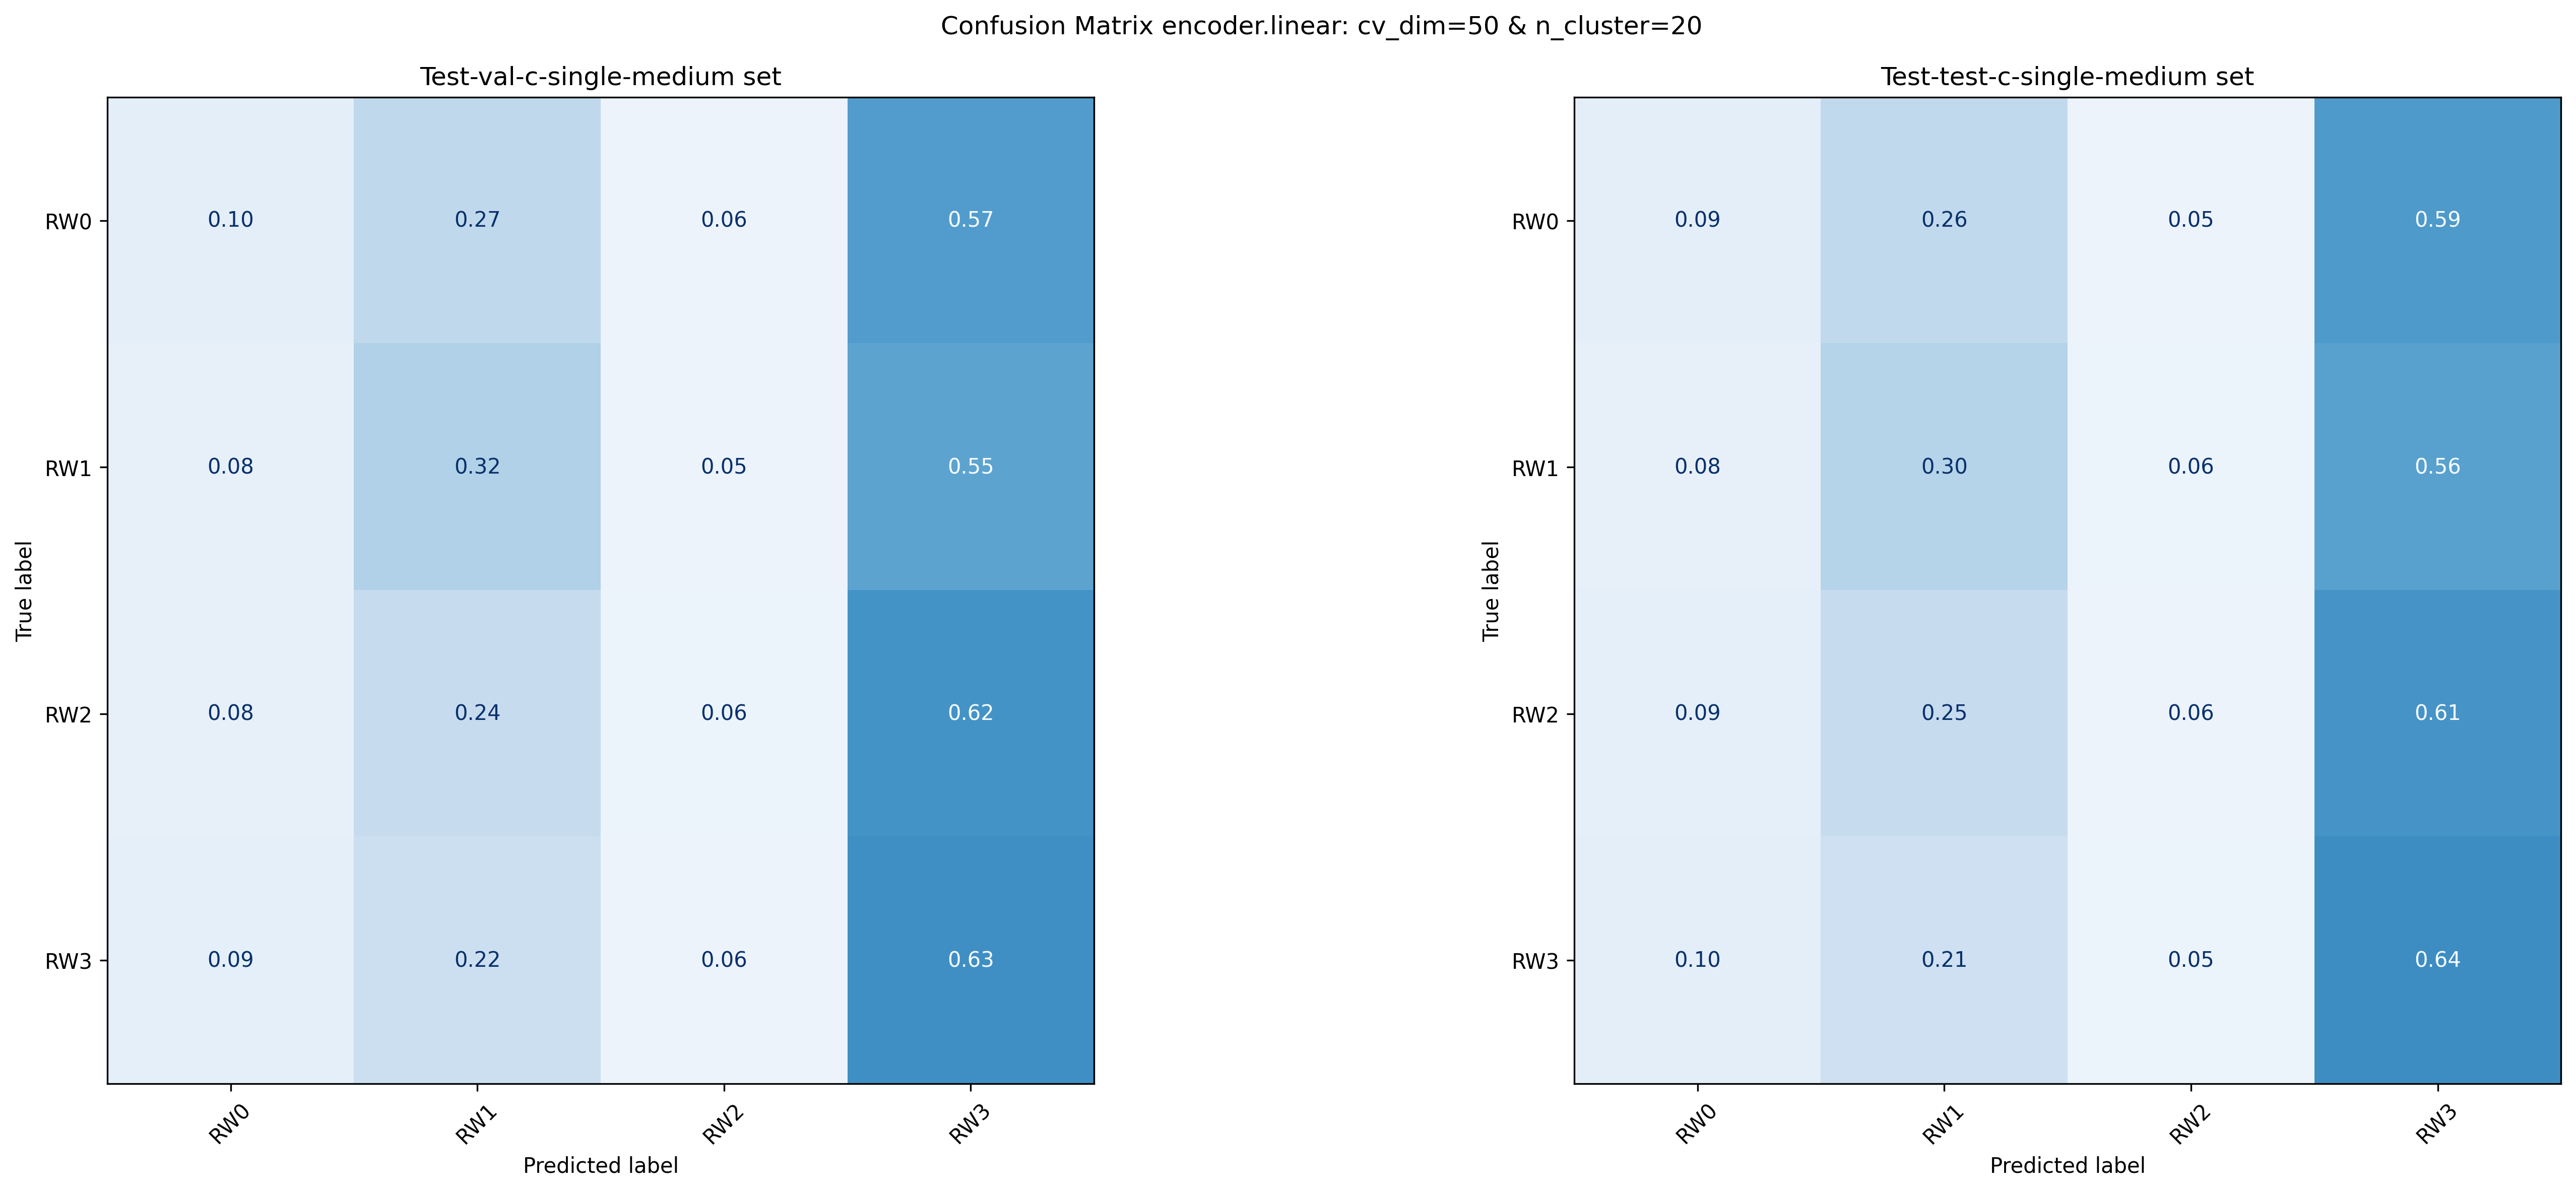 Confusion Matrix encoder.linear: cv_dim=50 & n_cluster=20
Test-val-c-single-medium set
True label
RW0 0.10 0.27 0.06 0.57
RW1 0.08 0.32 0.05 0.55
RW2 0.08 0.24 0.06 0.62
RW3 0.09 0.22 0.06 0.63
RW0 RW1 RW2 RW3
Predicted label
Test-test-c-single-medium set
True label
RW0 0.09 0.26 0.05 0.59
RW1 0.08 0.30 0.06 0.56
RW2 0.09 0.25 0.06 0.61
RW3 0.10 0.21 0.05 0.64
RW0 RW1 RW2 RW3
Predicted label